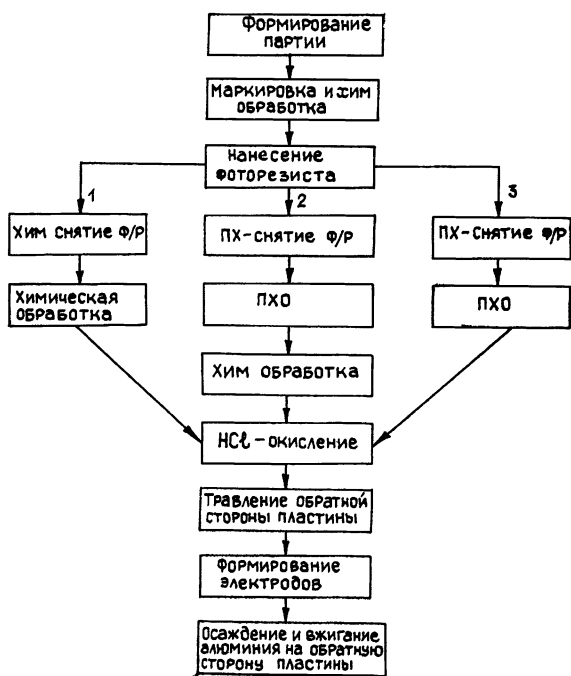 Формирование
партии
Маркировка и хим
обработка
Нанесение
фоторезиста
1
2
3
Хим снятие Ф/Р
ПХ-снятие Ф/Р
ПХ-снятие Ф/Р
Химическая
обработка
ПХО
ПХО
Хим обработка
HCl-окисление
Травление обратной
стороны пластины
Формирование
электродов
Осаждение и вжигание
алюминия на обратную
сторону пластины